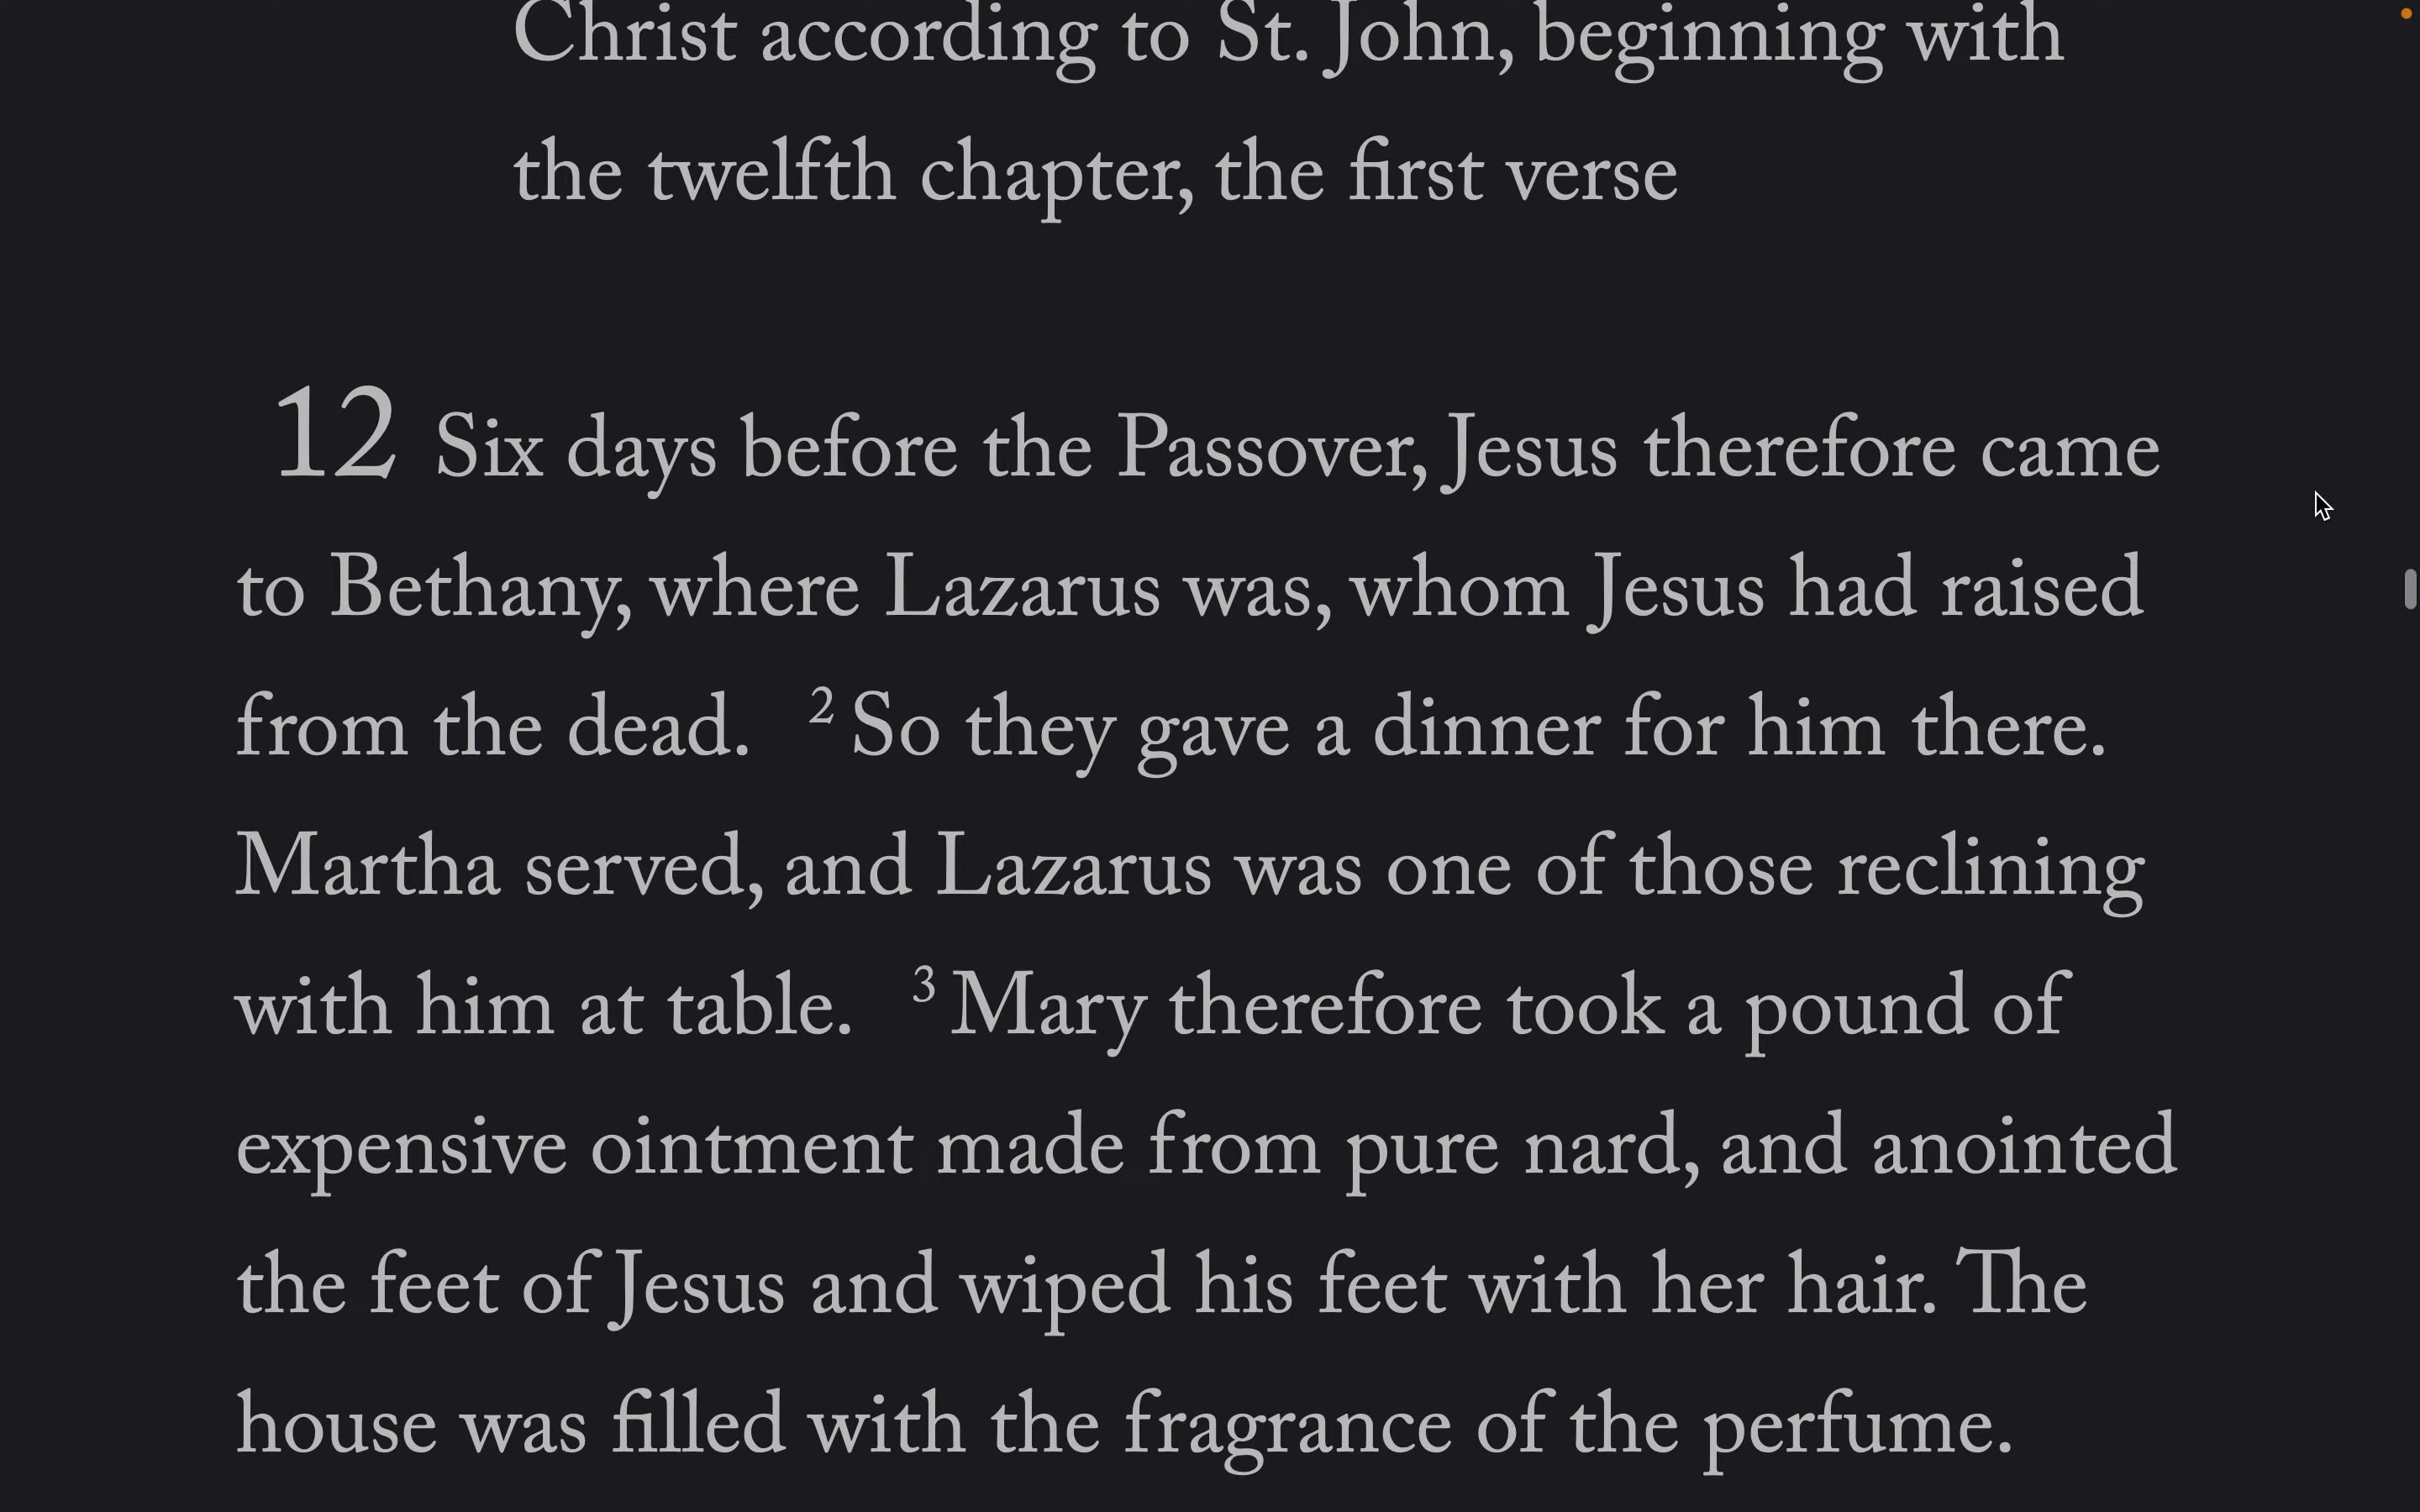 Christ according to St. John, beginning with
the twelfth chapter, the first verse
12 Six days before the Passover, Jesus therefore came
to Bethany, where Lazarus was, whom Jesus had raised
from the dead. 2 So they gave a dinner for him there.
Martha served, and Lazarus was one of those reclining
with him at table. 3 Mary therefore took a pound of
expensive ointment made from pure nard, and anointed
the feet of Jesus and wiped his feet with her hair. The
house was filled with the fragrance of the perfume.